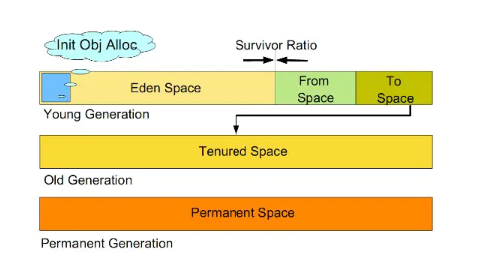 Init Obj Alloc
Survivor Ratio
Eden Space
From
Space
To
Space
Young Generation
Tenured Space
Old Generation
Permanent Space
Permanent Generation